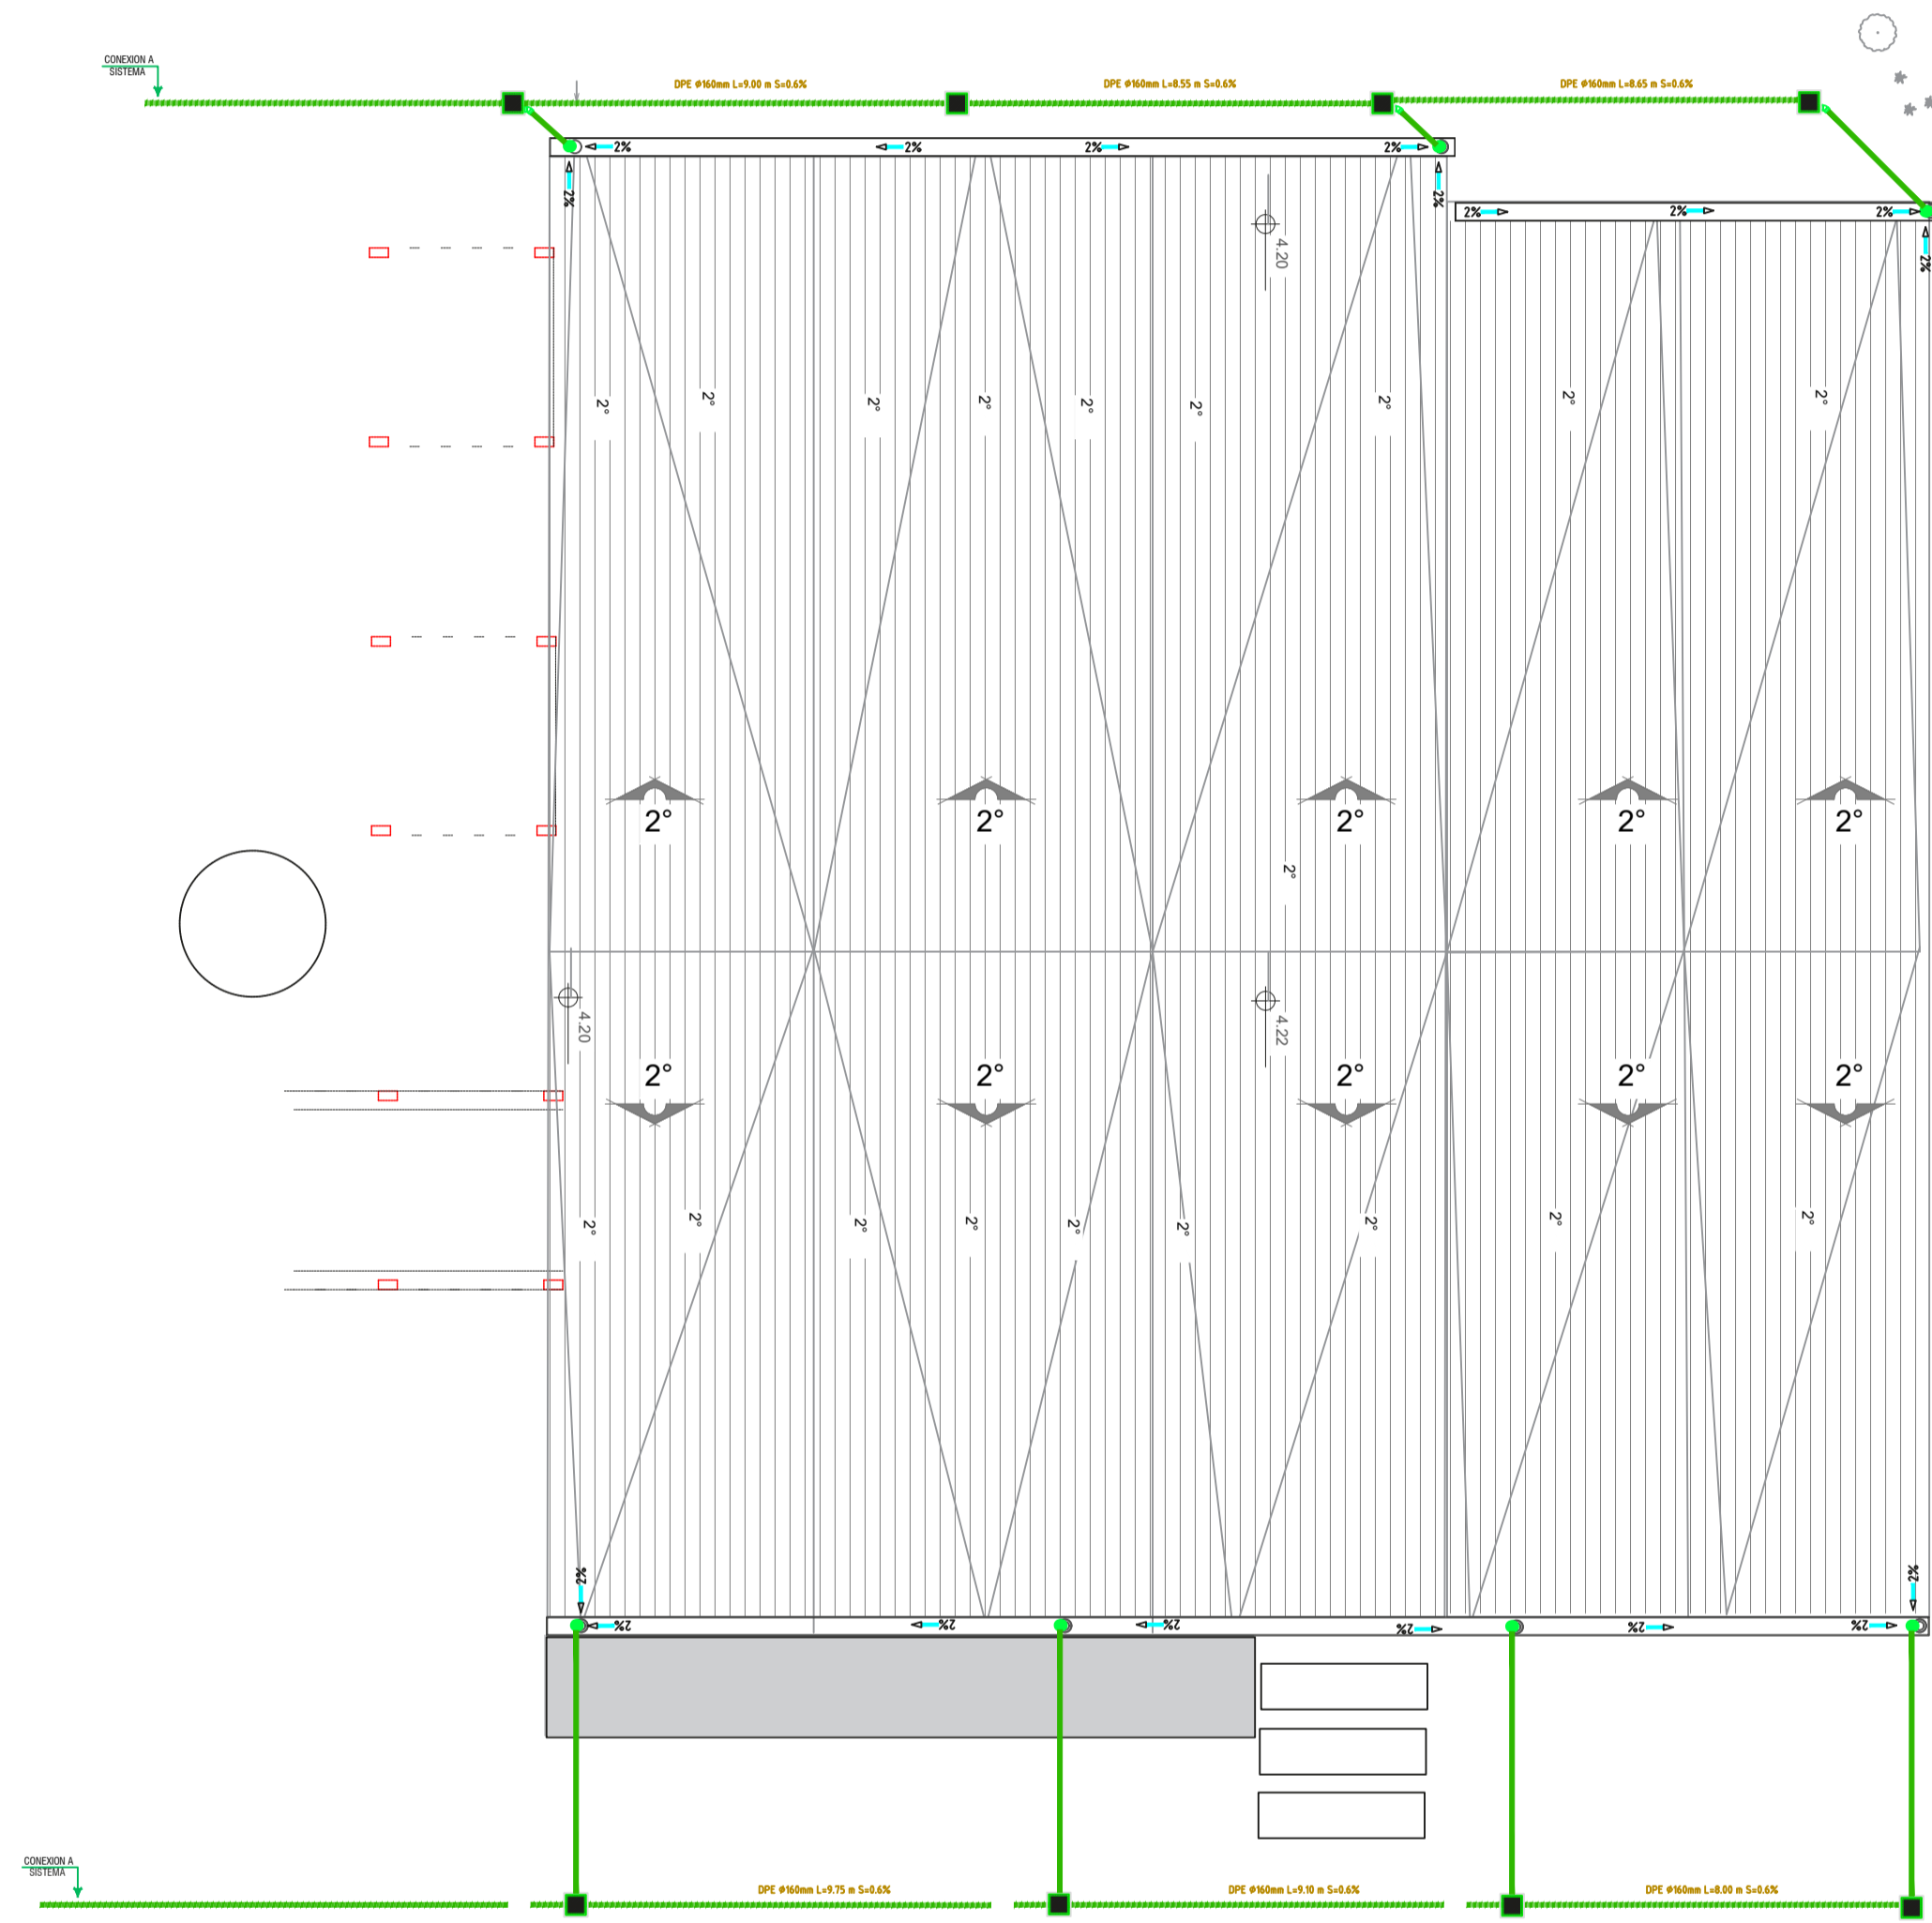 CONEXION A
SISTEMA
DPE Ø160mm L=9.00 m S=0.6%
DPE Ø160mm L=8.55 m S=0.6%
DPE Ø160mm L=8.65 m S=0.6%
2% 2% 2% 2%
2% 2%
2% 2% 2%
2%
4.20
2° 2° 2° 2° 2° 2° 2° 2° 2°
2° 2° 2° 2° 2°
2°
4.20
4.22
2° 2° 2° 2° 2°
2° 2° 2° 2° 2° 2° 2° 2° 2°
2% 2%
2% 2% 2% 2% 2% 2%
CONEXION A
SISTEMA
DPE Ø160mm L=9.75 m S=0.6%
DPE Ø160mm L=9.10 m S=0.6%
DPE Ø160mm L=8.00 m S=0.6%